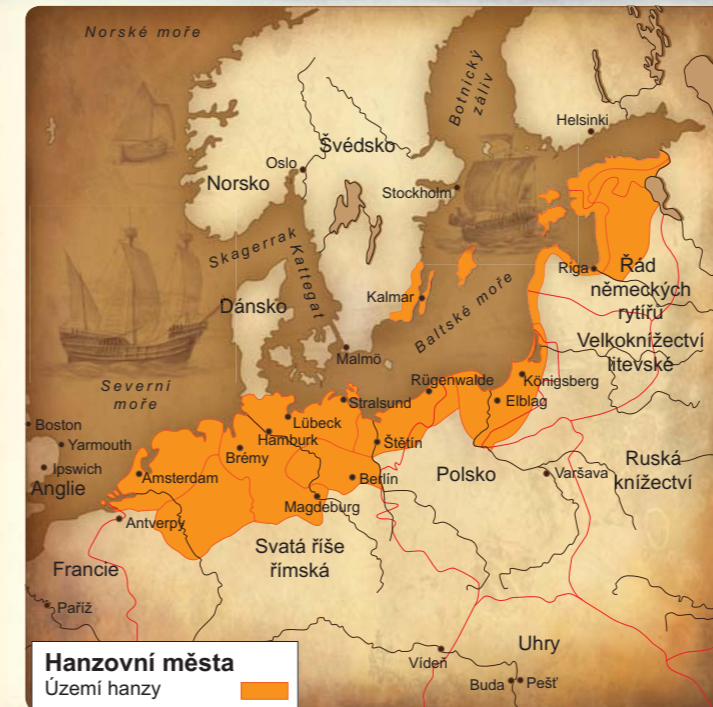 Norské moře
Botnický
záliv
Helsinki
Švédsko
Oslo
Norsko
Stockholm
Skagerrak
Kattegat
Riga
Řád
německých
rytířů
Dánsko
Kalmar
Baltské moře
Velkoknížectví
litevské
Malmö
Severní
moře
Rügenwalde
Königsberg
Stralsund
Elblag
Boston
Lübeck
Hamburk
Yarmouth
Štětín
Brémy
Ipswich
Anglie
Amsterdam
Berlín
Polsko
Varšava
Ruská
knížectví
Magdeburg
Antverpy
Svatá říše
římská
Francie
Paříž
Uhry
Vídeň
Buda
Pešť
Hanzovní města
Území hanzy